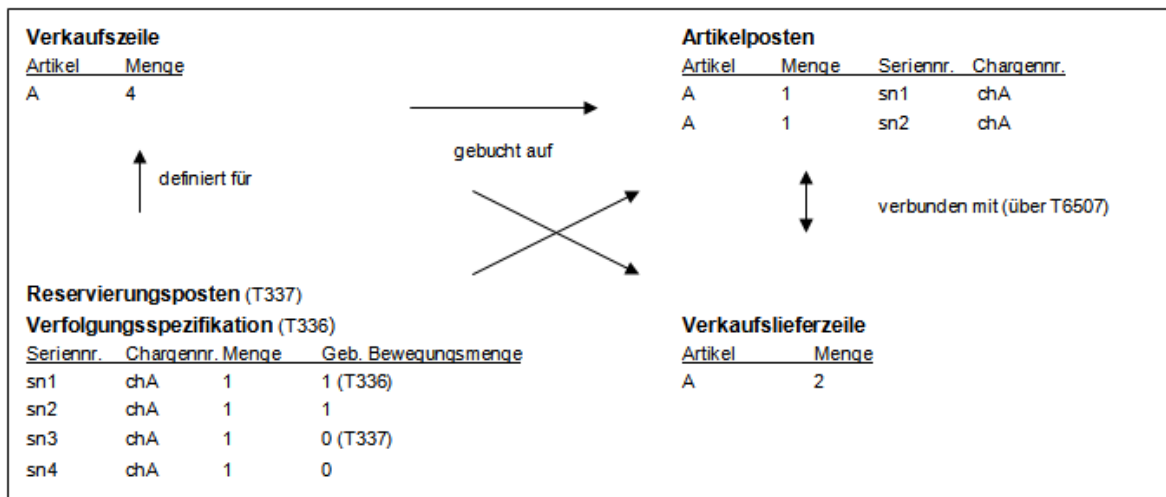 Verkaufszeile
Artikel Menge
A 4
definiert für
gebucht auf
Artikelposten
Artikel Menge Seriennr. Chargennr.
A 1 sn1 chA
A 1 sn2 chA
verbunden mit (über T6507)
Reservierungsposten (T337)
Verfolgungsspezifikation (T336)
Seriennr. Chargennr. Menge Geb. Bewegungsmenge
sn1 chA 1 1 (T336)
sn2 chA 1 1
sn3 chA 1 0 (T337)
sn4 chA 1 0
Verkaufslieferzeile
Artikel Menge
A 2